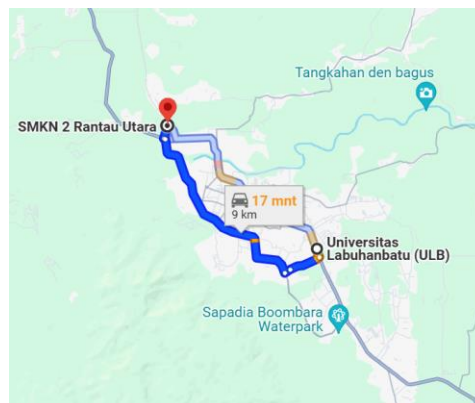 Tangkahan den bagus
SMKN 2 Rantau Utara
17 mnt
9 km
Universitas
Labuhanbatu (ULB)
Sapadia Boombara
Waterpark